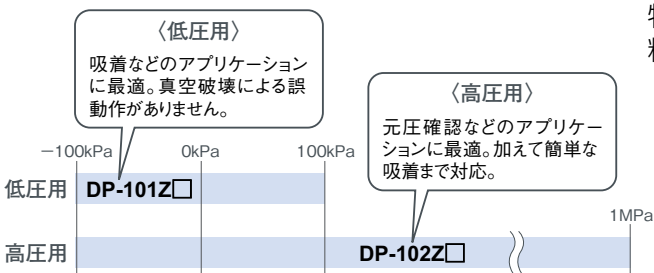 〈低圧用〉
吸着などのアプリケーション
に最適。真空破壊による誤
動作がありません。
〈高圧用〉
元圧確認などのアプリケー
ションに最適。加えて簡単な
吸着まで対応。
−100kPa 0kPa 100kPa
低圧用 DP-101Z□
1MPa
高圧用 DP-102Z□